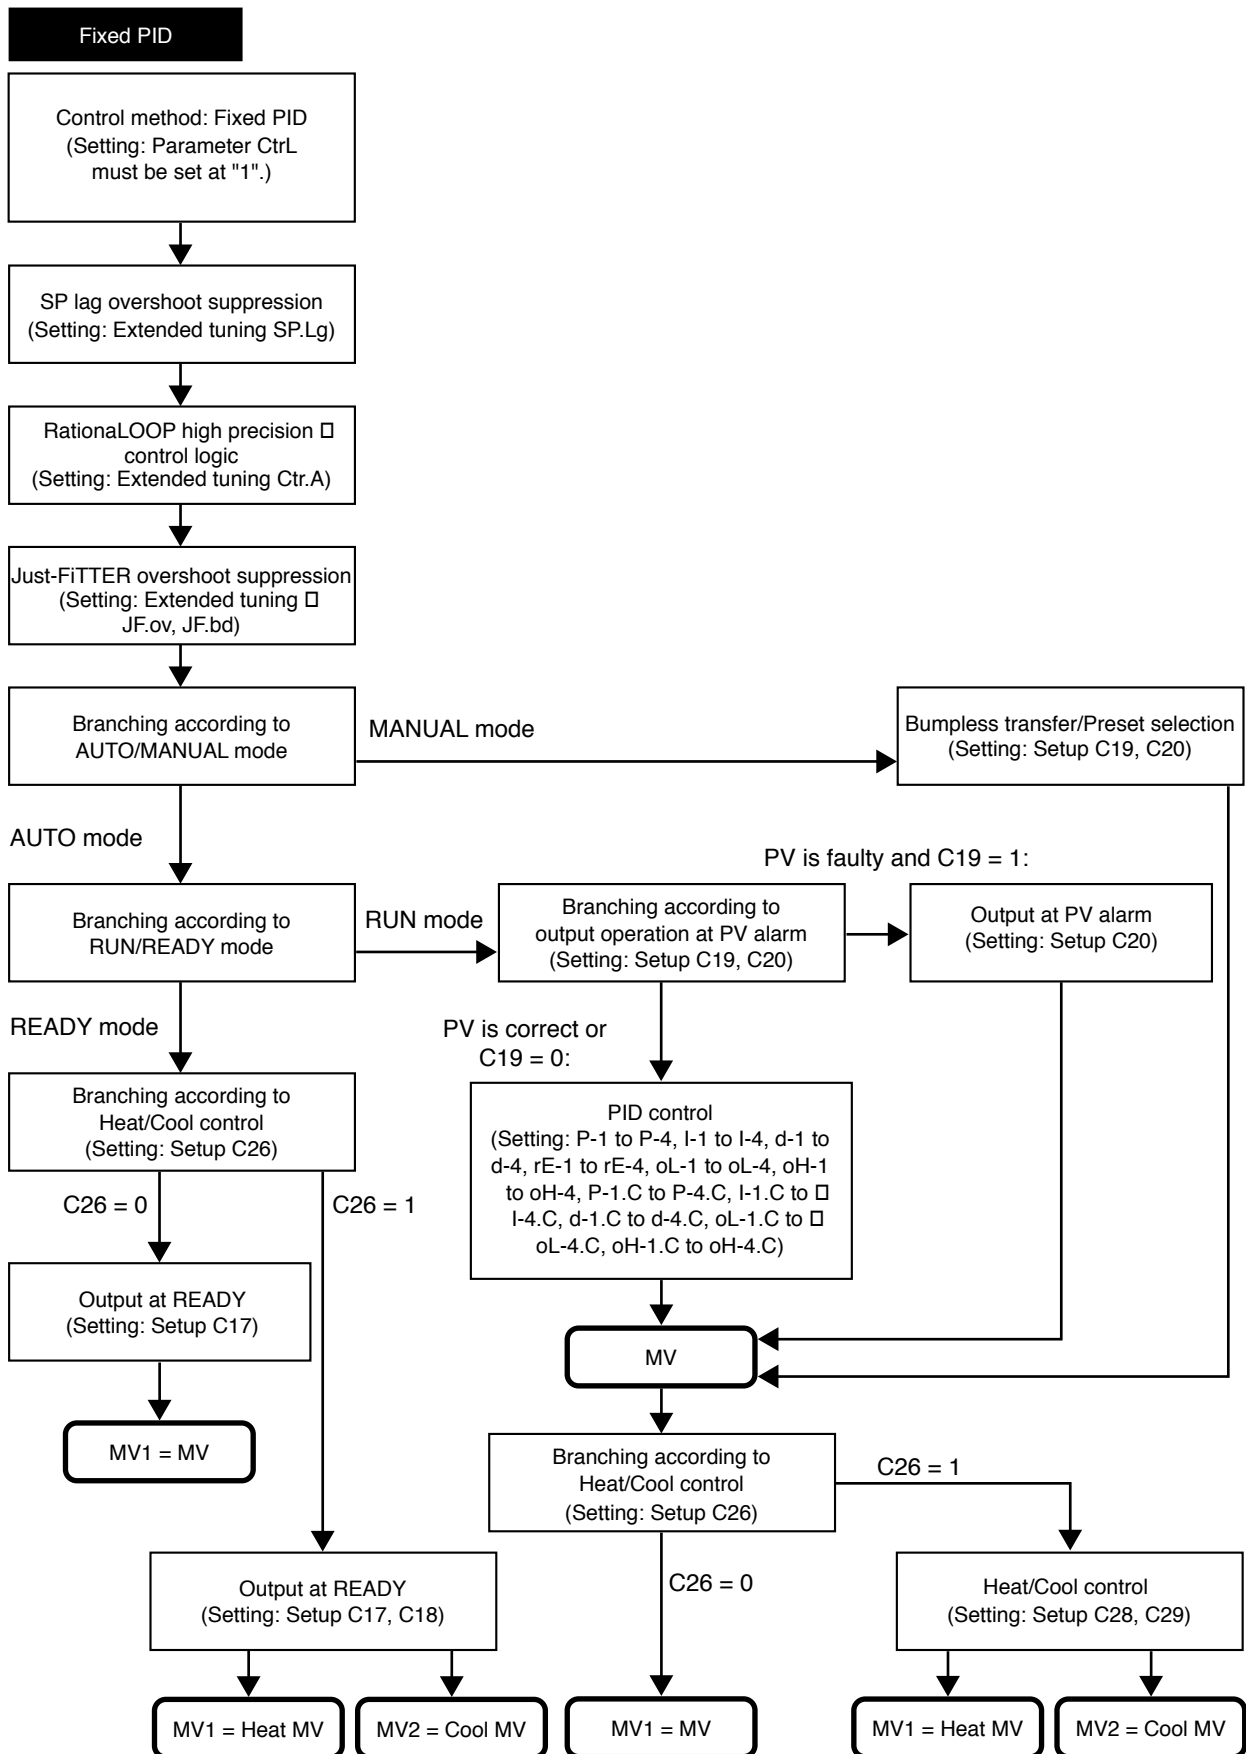 Fixed PID
Control method: Fixed PID
(Setting: Parameter CtrL
must be set at "1".)
SP lag overshoot suppression
(Setting: Extended tuning SP.Lg)
RationaLOOP high precision □
control logic
(Setting: Extended tuning Ctr.A)
Just-FiTTER overshoot suppression
(Setting: Extended tuning □
JF.ov, JF.bd)
Branching according to
AUTO/MANUAL mode
MANUAL mode
Bumpless transfer/Preset selection
(Setting: Setup C19, C20)
AUTO mode
PV is faulty and C19 = 1:
Branching according to
RUN/READY mode
RUN mode
Branching according to
output operation at PV alarm
(Setting: Setup C19, C20)
Output at PV alarm
(Setting: Setup C20)
READY mode
PV is correct or
C19 = 0:
Branching according to
Heat/Cool control
(Setting: Setup C26)
PID control
(Setting: P-1 to P-4, I-1 to I-4, d-1 to
d-4, rE-1 to rE-4, oL-1 to oL-4, oH-1
to oH-4, P-1.C to P-4.C, I-1.C to □
I-4.C, d-1.C to d-4.C, oL-1.C to □
oL-4.C, oH-1.C to oH-4.C)
C26 = 0
C26 = 1
Output at READY
(Setting: Setup C17)
MV
MV1 = MV
Branching according to
Heat/Cool control
(Setting: Setup C26)
C26 = 1
C26 = 0
Output at READY
(Setting: Setup C17, C18)
Heat/Cool control
(Setting: Setup C28, C29)
MV1 = Heat MV
MV2 = Cool MV
MV1 = MV
MV1 = Heat MV
MV2 = Cool MV